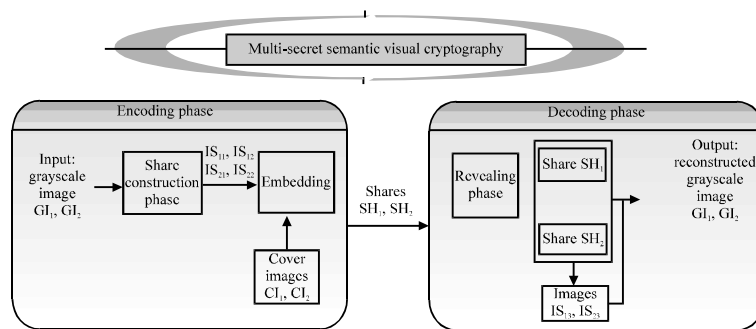 Multi-secret semantic visual cryptography
Encoding phase
Input:
grayscale
image
GI₁, GI₂
Share
construction
phase
IS₁₁, IS₁₂
IS₂₁, IS₂₂
Embedding
Cover
images
CI₁, CI₂
Shares
SH₁, SH₂
Decoding phase
Revealing
phase
Share SH₁
Share SH₂
Images
IS₁₃, IS₂₃
Output:
reconstructed
grayscale
image
GI₁, GI₂